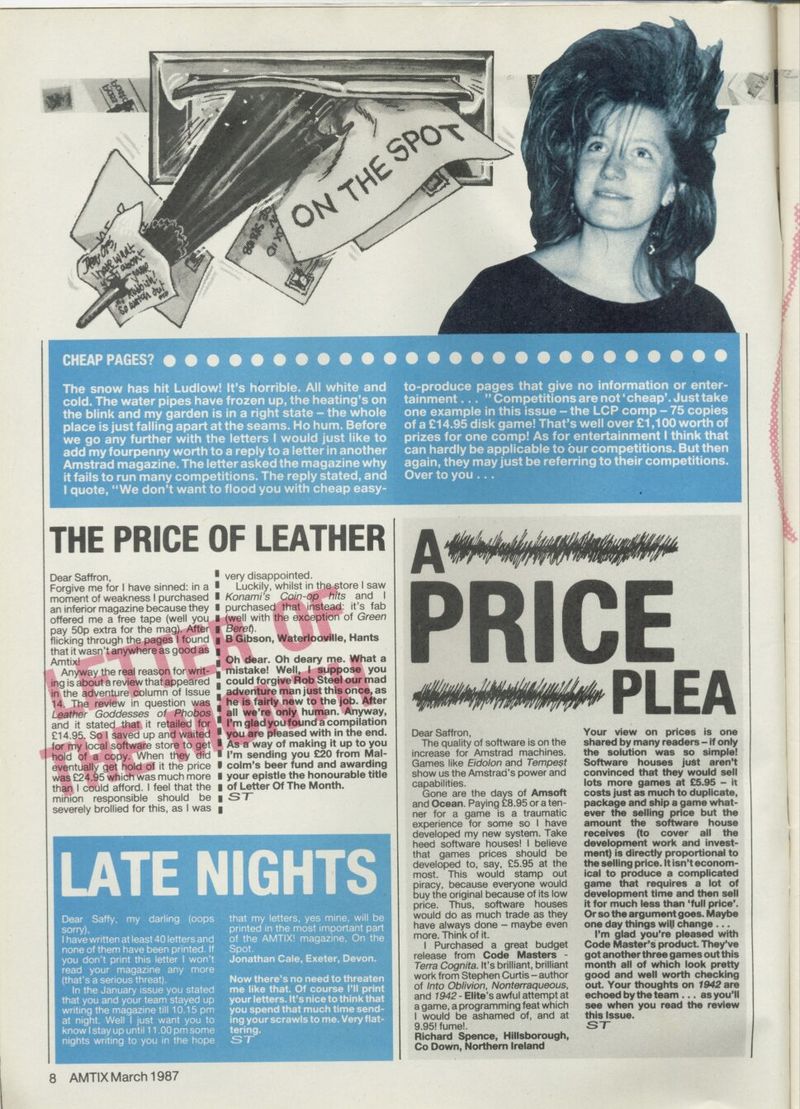 ON THE SPOT
CHEAP PAGES?
The snow has hit Ludlow! It's horrible. All white and
cold. The water pipes have frozen up, the heating's on
the blink and my garden is in a right state – the whole
place is just falling apart at the seams. Ho hum. Before
we go any further with the letters I would just like to
add my fourpenny worth to a reply to a letter in another
Amstrad magazine. The letter asked the magazine why
it fails to run many competitions. The reply stated, and
I quote, "We don't want to flood you with cheap easy-
to-produce pages that give no information or enter-
tainment . . . " Competitions are not 'cheap'. Just take
one example in this issue – the LCP comp – 75 copies
of a £14.95 disk game! That's well over £1,100 worth of
prizes for one comp! As for entertainment I think that
can hardly be applicable to our competitions. But then
again, they may just be referring to their competitions.
Over to you . . .
THE PRICE OF LEATHER
LETTER OF
THE MONTH
Dear Saffron,
Forgive me for I have sinned: in a
moment of weakness I purchased
an inferior magazine because they
offered me a free tape (well you
pay 50p extra for the mag). After
flicking through the pages I found
that it wasn't anywhere as good as
Amtix.
Anyway the real reason for writ-
ing is about a review that appeared
in the adventure column of Issue
14. The review in question was
Leather Goddesses of Phobos
and it stated that it retailed for
£14.95. So I saved up and waited
for my local software store to get
hold of a copy. When they did
eventually get hold of it the price
was £24.95 which was much more
than I could afford. I feel that the
minion responsible should be
severely brollied for this, as I was
very disappointed.
Luckily, whilst in the store I saw
Konami's Coin-op hits and I
purchased that instead: it's fab
(well with the exception of Green
Beret).
B Gibson, Waterlooville, Hants
Oh dear. Oh deary me. What a
mistake! Well, I suppose you
could forgive Rob Steel our mad
adventure man just this once, as
he is fairly new to the job. After
all we're only human. Anyway,
I'm glad you found a compilation
you pleased with in the end.
As a way of making it up to you
I'm sending you £20 from Mal-
colm's beer fund and awarding
your epistle the honourable title
of Letter Of The Month.
ST
LATE NIGHTS
Dear Saffy, my darling (oops
sorry),
I have written at least 40 letters and
none of them have been printed. If
you don't print this letter I won't
read your magazine any more
(that's a serious threat).
In the January issue you stated
that you and your team stayed up
writing the magazine till 10.15 pm
at night. Well I just want you to
know I stay up until 11.00 pm some
nights writing to you in the hope
that my letters, yes mine, will be
printed in the most important part
of the AMTIX! magazine, On the
Spot.
Jonathan Cale, Exeter, Devon.
Now there's no need to threaten
me like that. Of course I'll print
your letters. It's nice to think that
you spend that much time send-
ing your scrawls to me. Very flat-
tering.
ST
A
PRICE
PLEA
Dear Saffron,
The quality of software is on the
increase for Amstrad machines.
Games like Eidolon and Tempest
show us the Amstrad's power and
capabilities.
Gone are the days of Amsoft
and Ocean. Paying £8.95 or a ten-
ner for a game is a traumatic
experience for some so I have
developed my new system. Take
heed software houses! I believe
that games prices should be
developed to, say, £5.95 at the
most. This would stamp out
piracy, because everyone would
buy the original because of its low
price. Thus, software houses
would do as much trade as they
have always done – maybe even
more. Think of it.
I Purchased a great budget
release from Code Masters -
Terra Cognita. It's brilliant, brilliant
work from Stephen Curtis – author
of Into Oblivion, Nonterraqueous,
and 1942 - Elite's awful attempt at
a game, a programming feat which
I would be ashamed of, and at
9.95! fume!.
Richard Spence, Hillsborough,
Co Down, Northern Ireland
Your view on prices is one
shared by many readers – if only
the solution was so simple!
Software houses just aren't
convinced that they would sell
lots more games at £5.95 – it
costs just as much to duplicate,
package and ship a game what-
ever the selling price but the
amount the software house
receives (to cover all the
development work and invest-
ment) is directly proportional to
the selling price. It isn't econom-
ical to produce a complicated
game that requires a lot of
development time and then sell
it for much less than 'full price'.
Or so the argument goes. Maybe
one day things will change . . .
I'm glad you're pleased with
Code Master's product. They've
got another three games out this
month all of which look pretty
good and well worth checking
out. Your thoughts on 1942 are
echoed by the team . . . as you'll
see when you read the review
this Issue.
ST
8 AMTIX March 1987